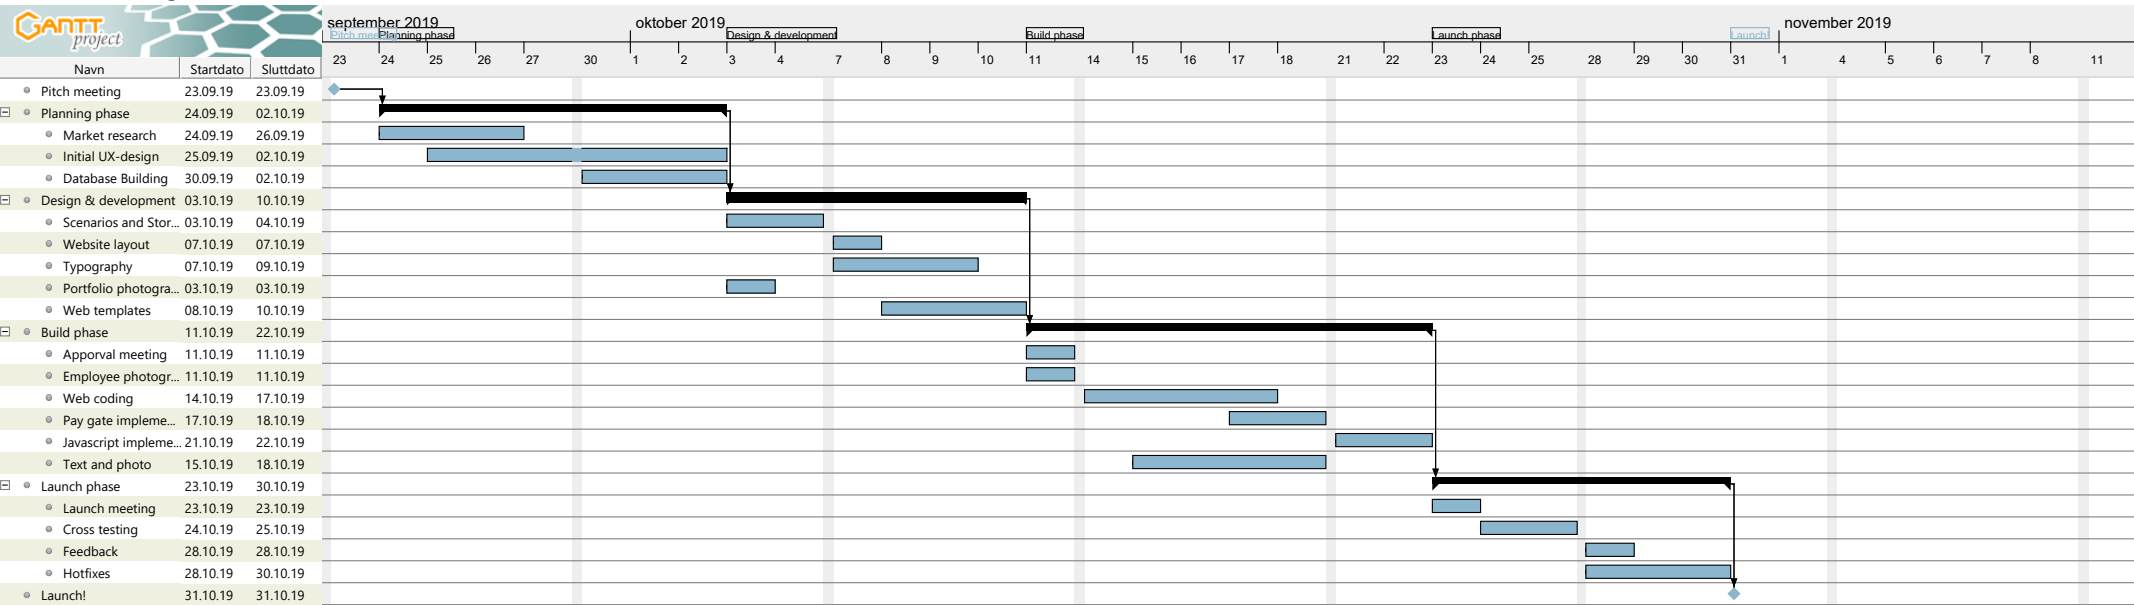 GANTT
project
september 2019 oktober 2019 november 2019
Pitch meeting Planning phase Design & development Build phase Launch phase Launch!
23 24 25 26 27 30 1 2 3 4 7 8 9 10 11 14 15 16 17 18 21 22 23 24 25 28 29 30 31 1 4 5 6 7 8 11
Navn Startdato Sluttdato
Pitch meeting 23.09.19 23.09.19
Planning phase 24.09.19 02.10.19
Market research 24.09.19 26.09.19
Initial UX-design 25.09.19 02.10.19
Database Building 30.09.19 02.10.19
Design & development 03.10.19 10.10.19
Scenarios and Stor... 03.10.19 04.10.19
Website layout 07.10.19 07.10.19
Typography 07.10.19 09.10.19
Portfolio photogra... 03.10.19 03.10.19
Web templates 08.10.19 10.10.19
Build phase 11.10.19 22.10.19
Apporval meeting 11.10.19 11.10.19
Employee photogr... 11.10.19 11.10.19
Web coding 14.10.19 17.10.19
Pay gate impleme... 17.10.19 18.10.19
Javascript impleme... 21.10.19 22.10.19
Text and photo 15.10.19 18.10.19
Launch phase 23.10.19 30.10.19
Launch meeting 23.10.19 23.10.19
Cross testing 24.10.19 25.10.19
Feedback 28.10.19 28.10.19
Hotfixes 28.10.19 30.10.19
Launch! 31.10.19 31.10.19